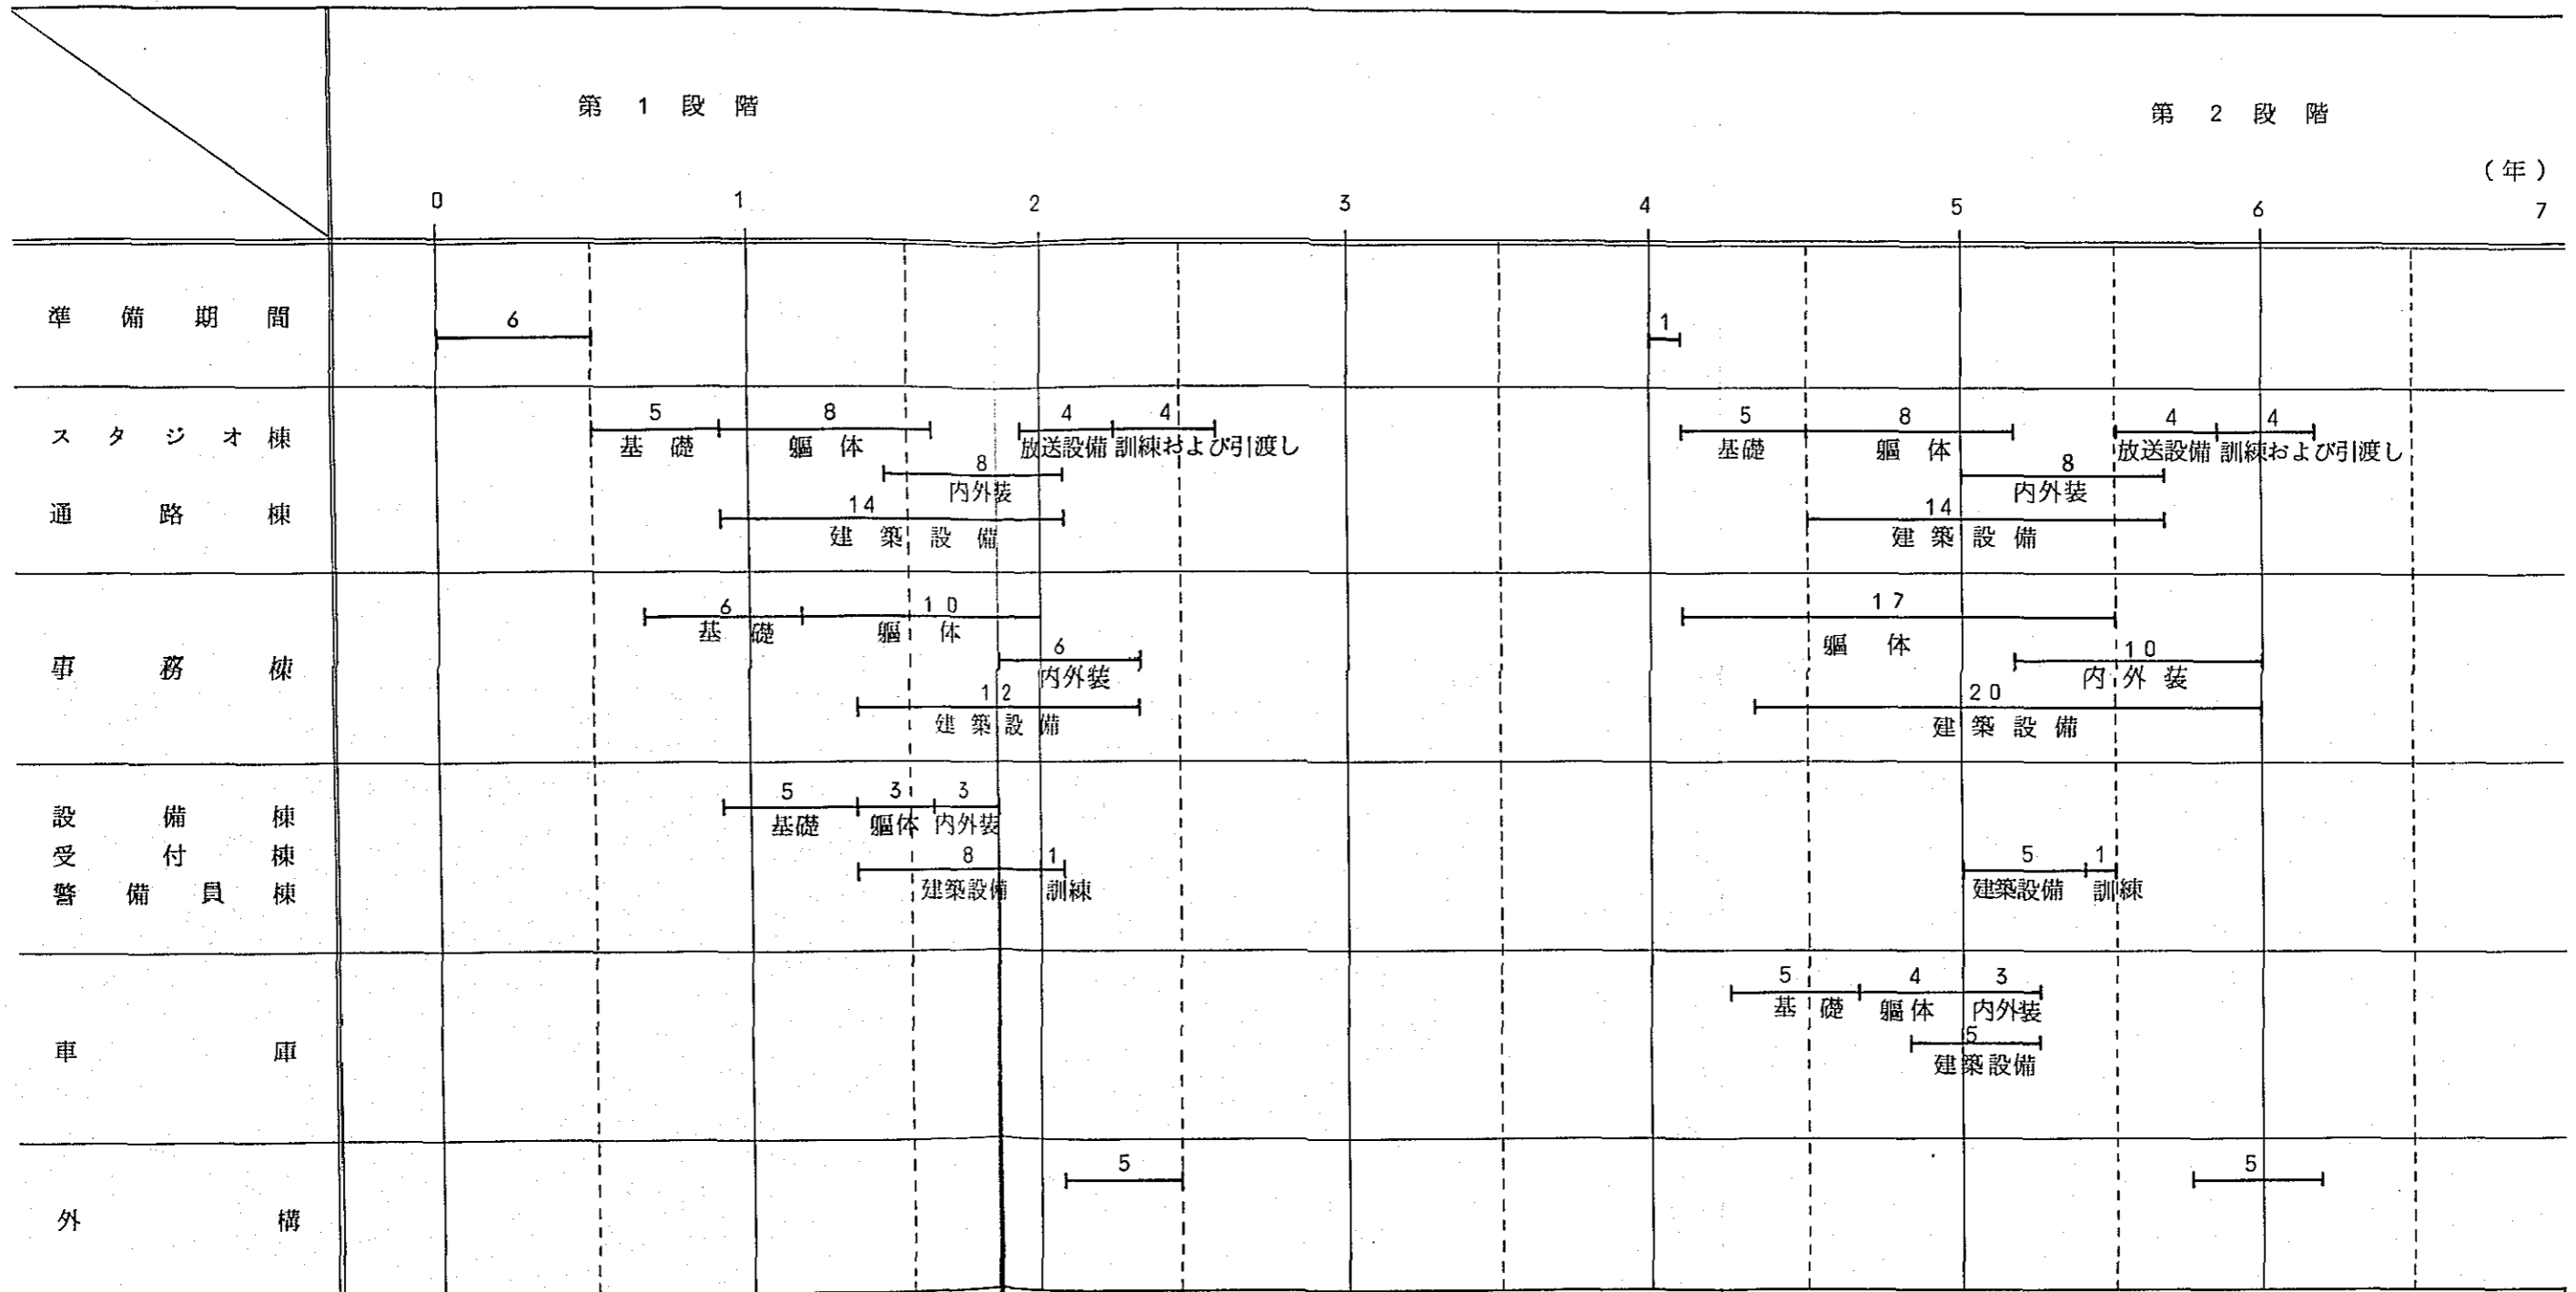 第1段階
第2段階
(年)
0 1 2 3 4 5 6 7
準備期間
6 1
スタジオ棟
5 8 4 4 5 8 4 4
基礎 軀体 放送設備 訓練および引渡し 基礎 軀体 放送設備 訓練および引渡し
8 8
内外装 内外装
通路棟
14 14
建築設備 建築設備
事務棟
6 10 17
基礎 軀体 軀体
6 10
内外装 内外装
12 20
建築設備 建築設備
設備棟
5 3 3
基礎 軀体 内外装
受付棟
8 1 5 1
建築設備 訓練 建築設備 訓練
警備員棟
車庫
5 4 3
基礎 軀体 内外装
5
建築設備
外構
5 5